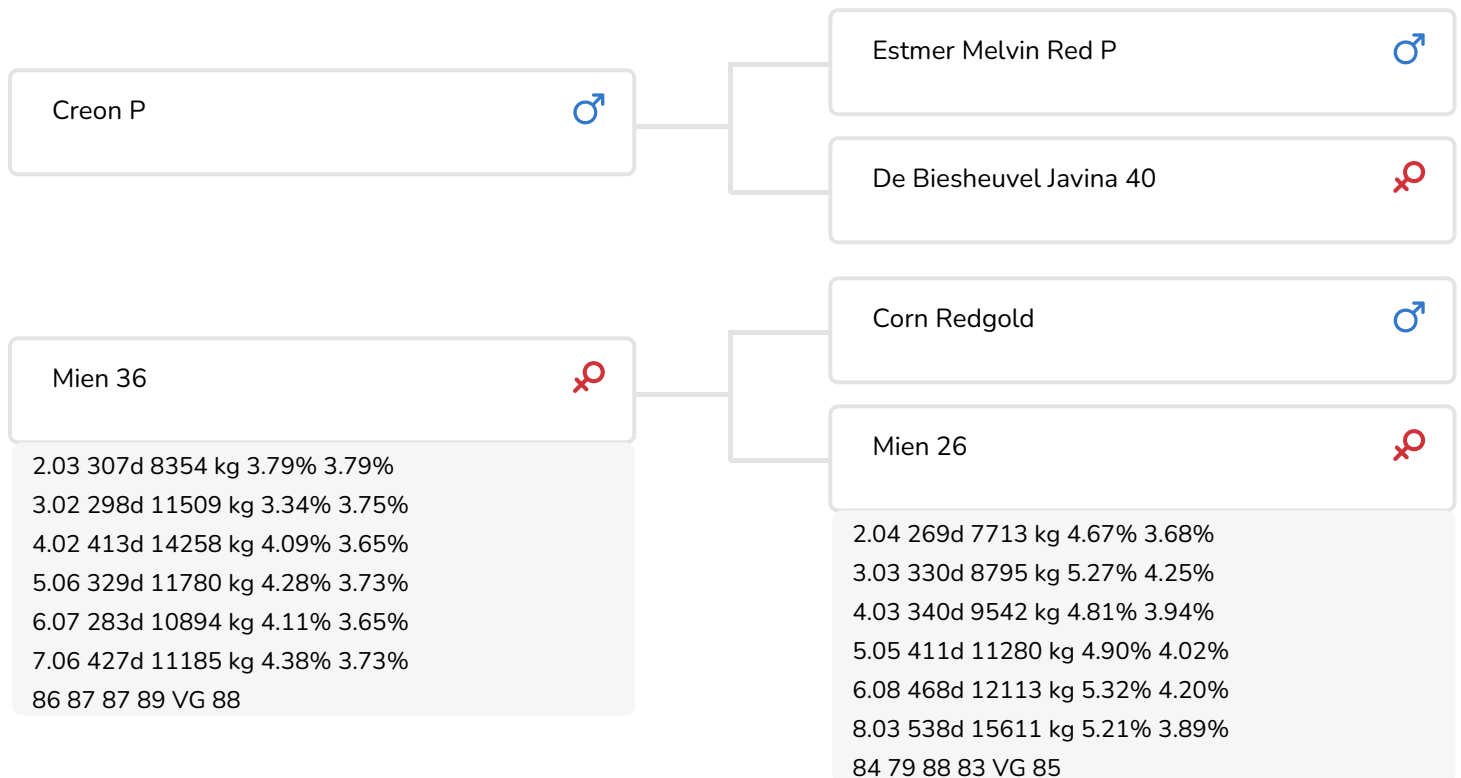 Creon P
Estmer Melvin Red P
De Biesheuvel Javina 40
Mien 36
2.03 307d 8354 kg 3.79% 3.79%
3.02 298d 11509 kg 3.34% 3.75%
4.02 413d 14258 kg 4.09% 3.65%
5.06 329d 11780 kg 4.28% 3.73%
6.07 283d 10894 kg 4.11% 3.65%
7.06 427d 11185 kg 4.38% 3.73%
86 87 87 89 VG 88
Corn Redgold
Mien 26
2.04 269d 7713 kg 4.67% 3.68%
3.03 330d 8795 kg 5.27% 4.25%
4.03 340d 9542 kg 4.81% 3.94%
5.05 411d 11280 kg 4.90% 4.02%
6.08 468d 12113 kg 5.32% 4.20%
8.03 538d 15611 kg 5.21% 3.89%
84 79 88 83 VG 85